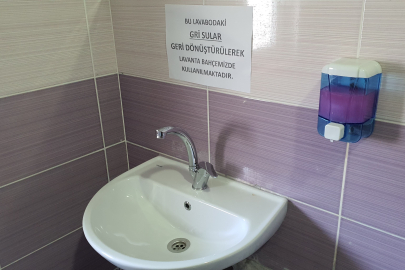 BU LAVABODAKİ
GRİ SULAR
GERİ DÖNÜŞTÜRÜLEREK
LAVANTA BAHÇEMİZDE
KULLANILMAKTADIR.